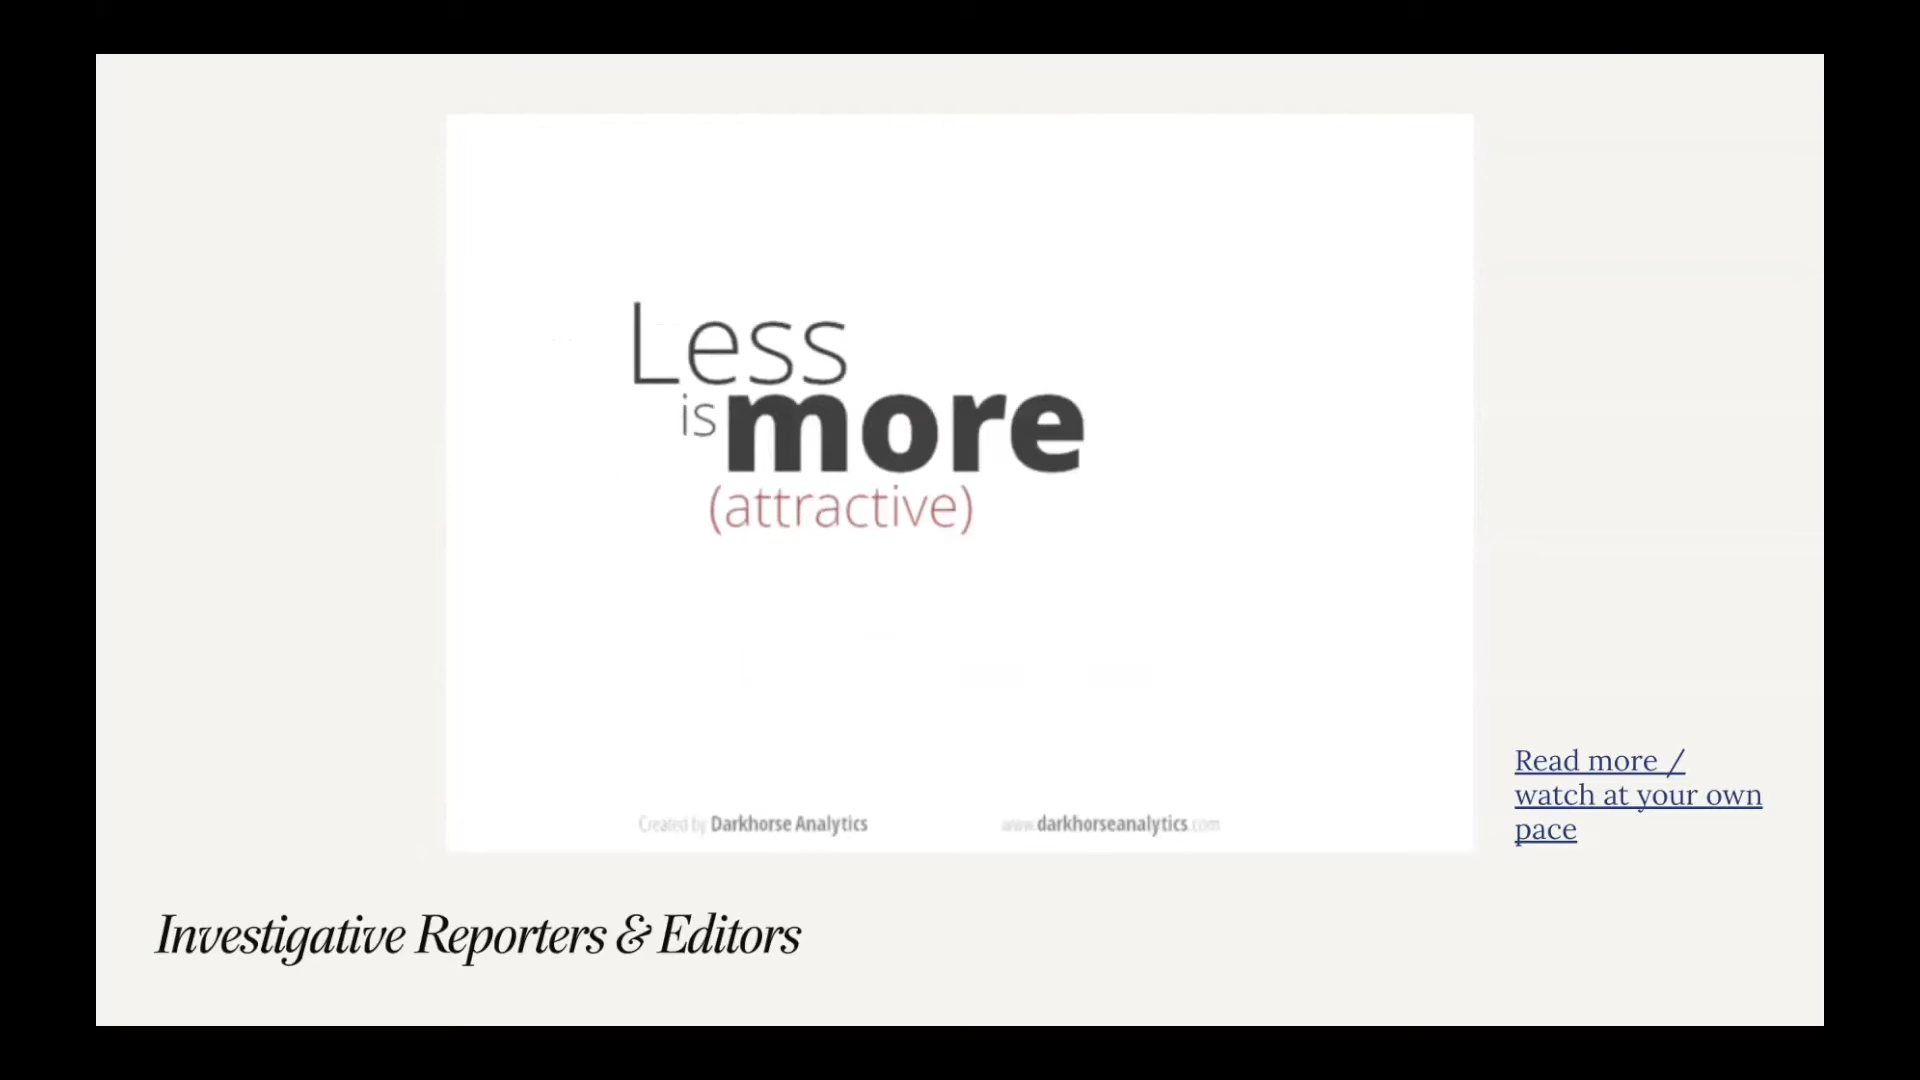 Less
is more
(attractive)
Created by Darkhorse Analytics
www.darkhorseanalytics.com
Read more /
watch at your own
pace
Investigative Reporters & Editors